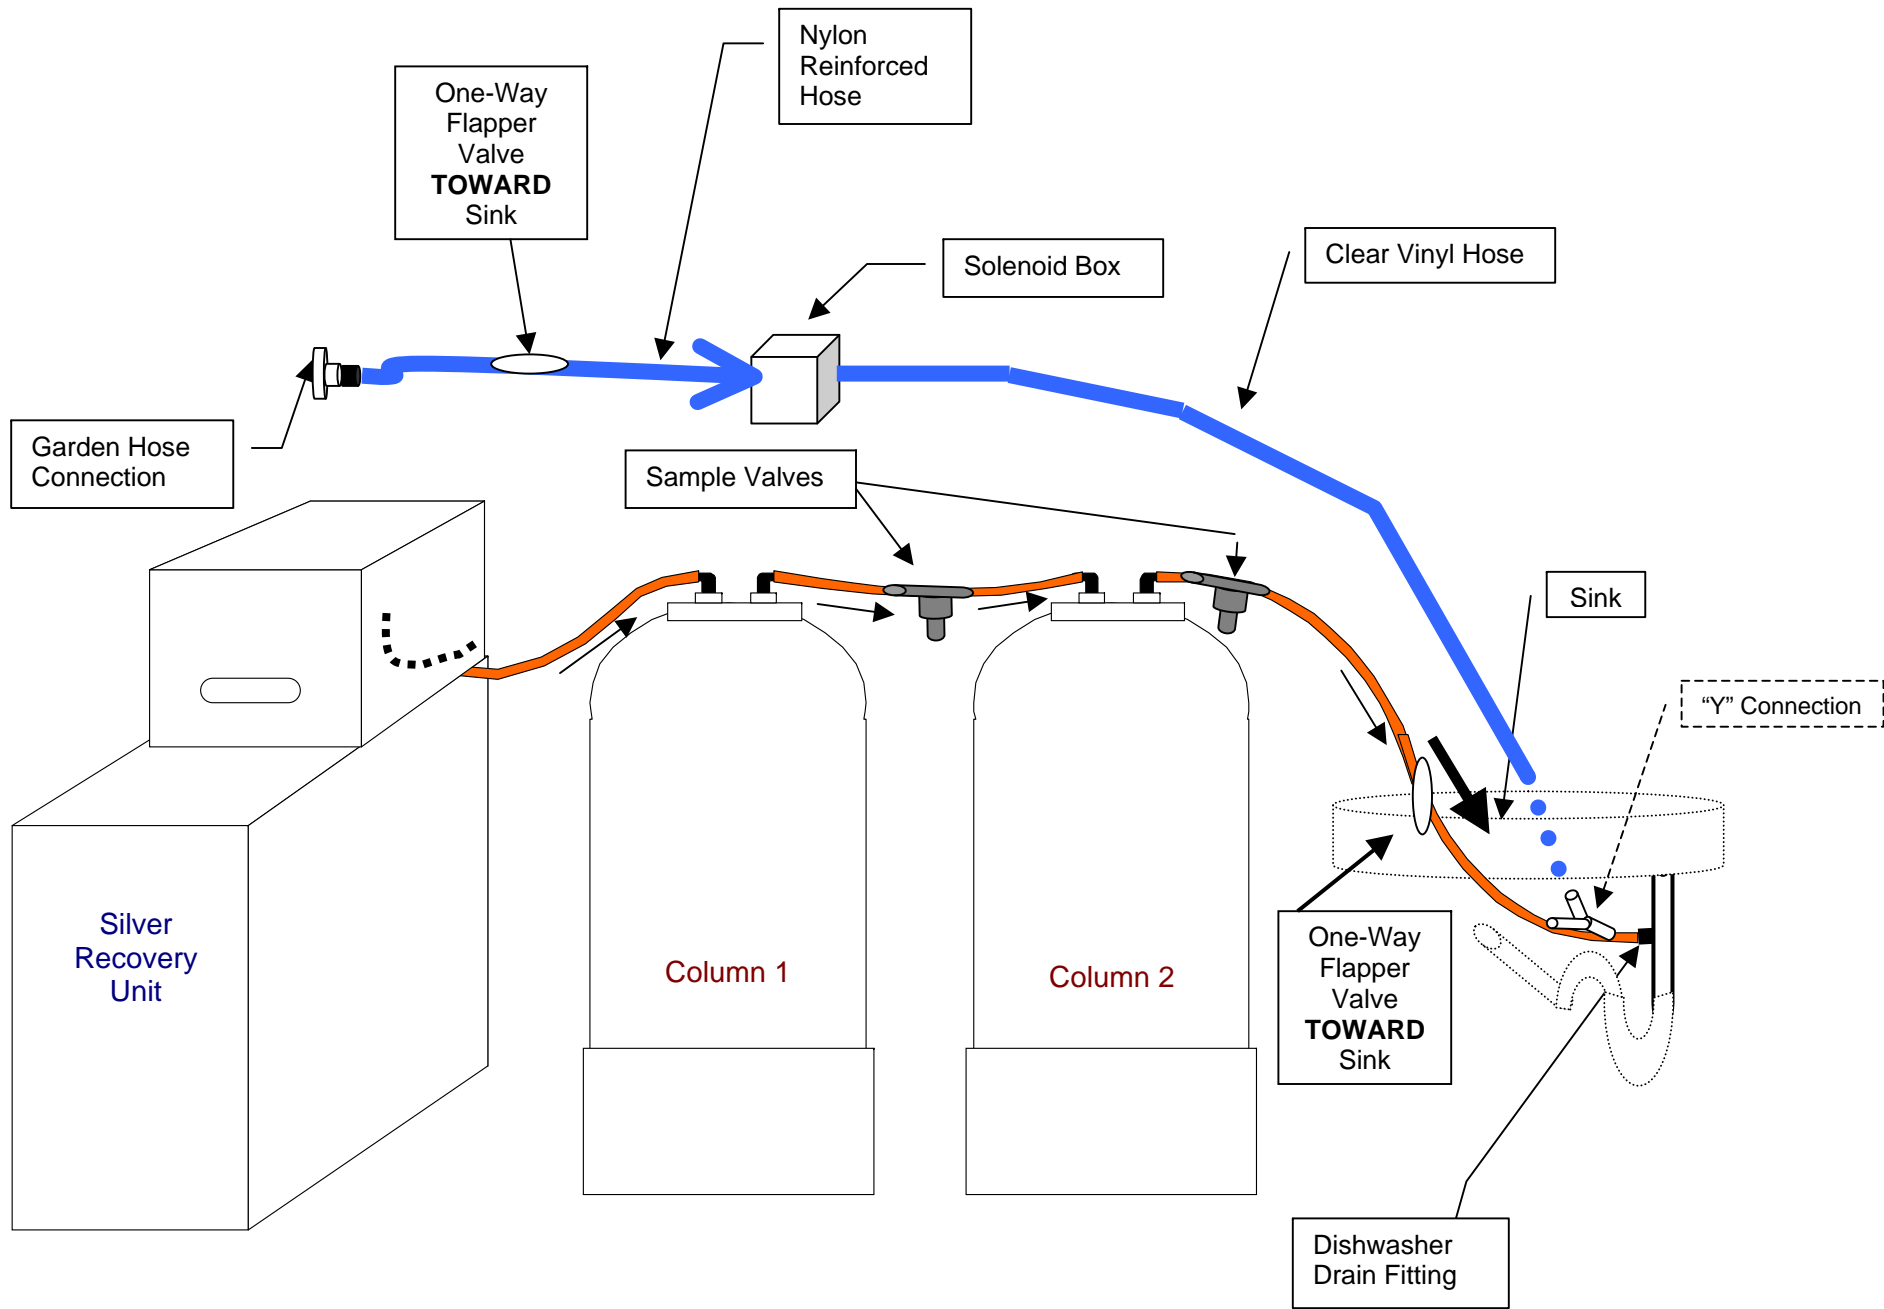 Nylon
Reinforced
Hose
One-Way
Flapper
Valve
TOWARD
Sink
Solenoid Box
Clear Vinyl Hose
Garden Hose
Connection
Sample Valves
Sink
“Y” Connection
Silver
Recovery
Unit
Column 1
Column 2
One-Way
Flapper
Valve
TOWARD
Sink
Dishwasher
Drain Fitting